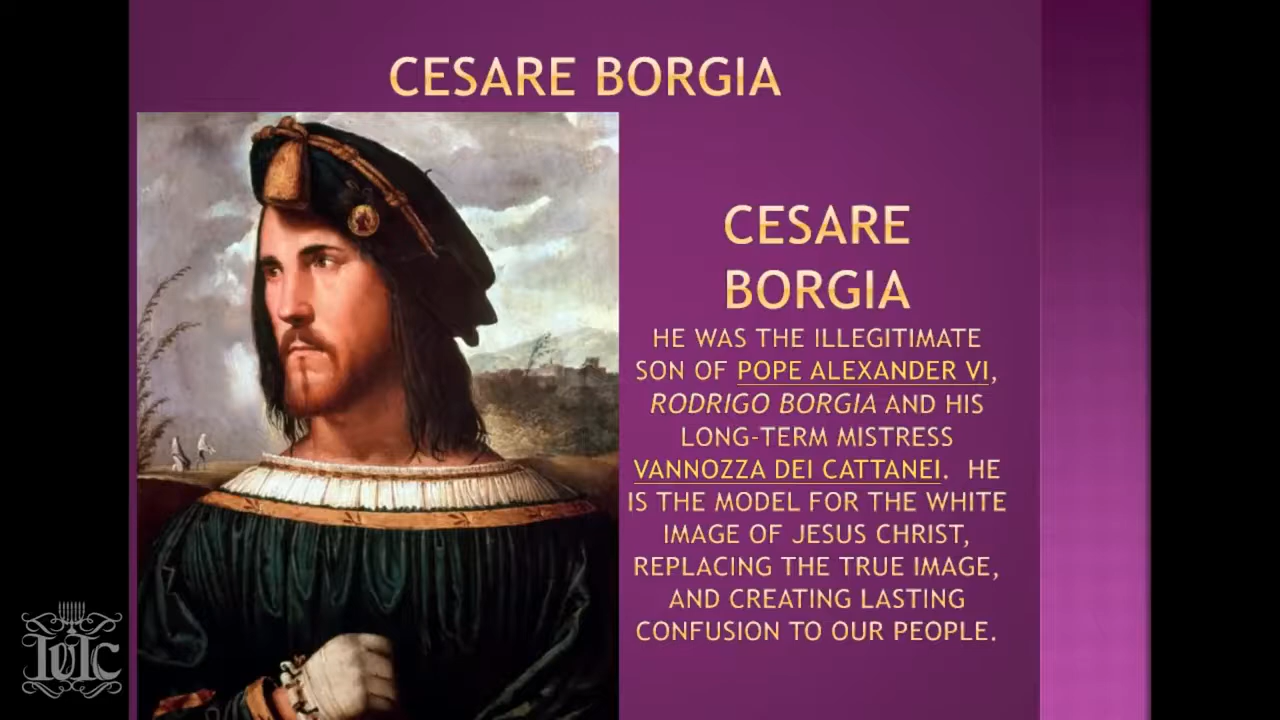 CESARE BORGIA
CESARE
BORGIA
HE WAS THE ILLEGITIMATE
SON OF POPE ALEXANDER VI,
RODRIGO BORGIA AND HIS
LONG-TERM MISTRESS
VANNOZZA DEI CATTANEI. HE
IS THE MODEL FOR THE WHITE
IMAGE OF JESUS CHRIST,
REPLACING THE TRUE IMAGE,
AND CREATING LASTING
CONFUSION TO OUR PEOPLE.
IUIC